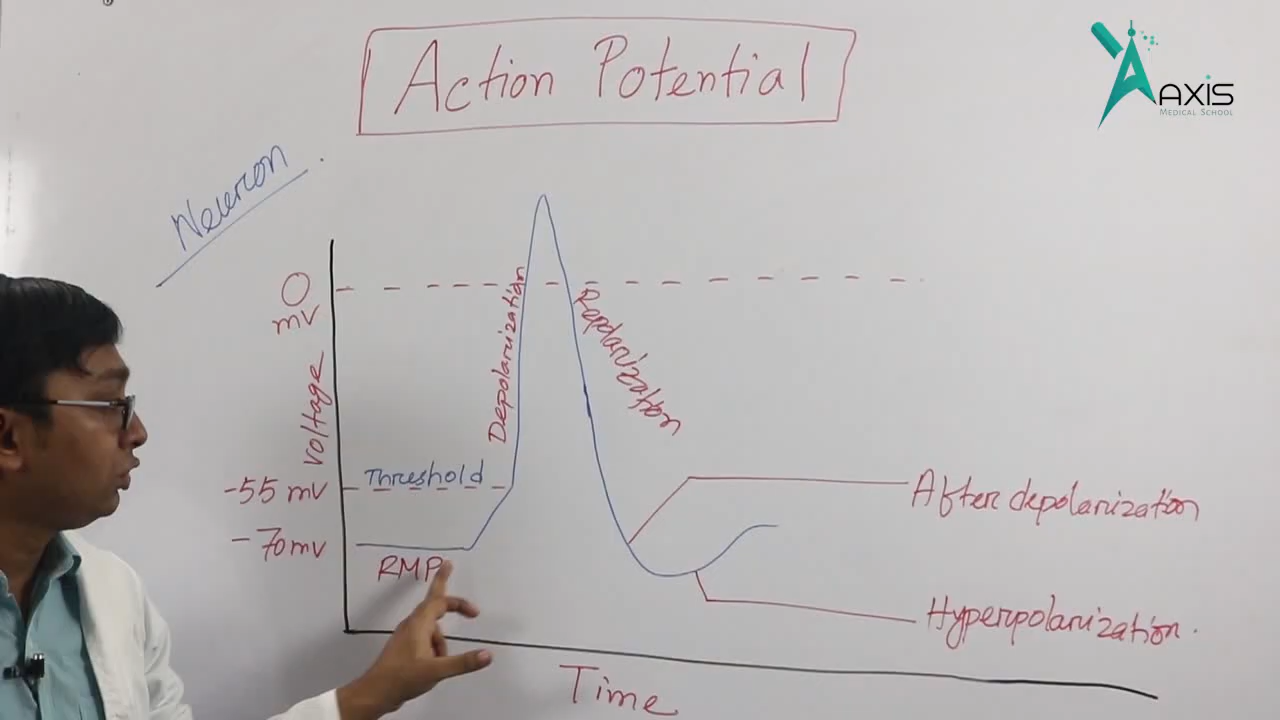 Action Potential
AXIS
MEDICAL SCHOOL
Neuron
0
mv
Depolarization
Repolarization
voltage
Threshold
-55 mv
-70mv
RMP
After depolarization
Hyperpolarization
Time